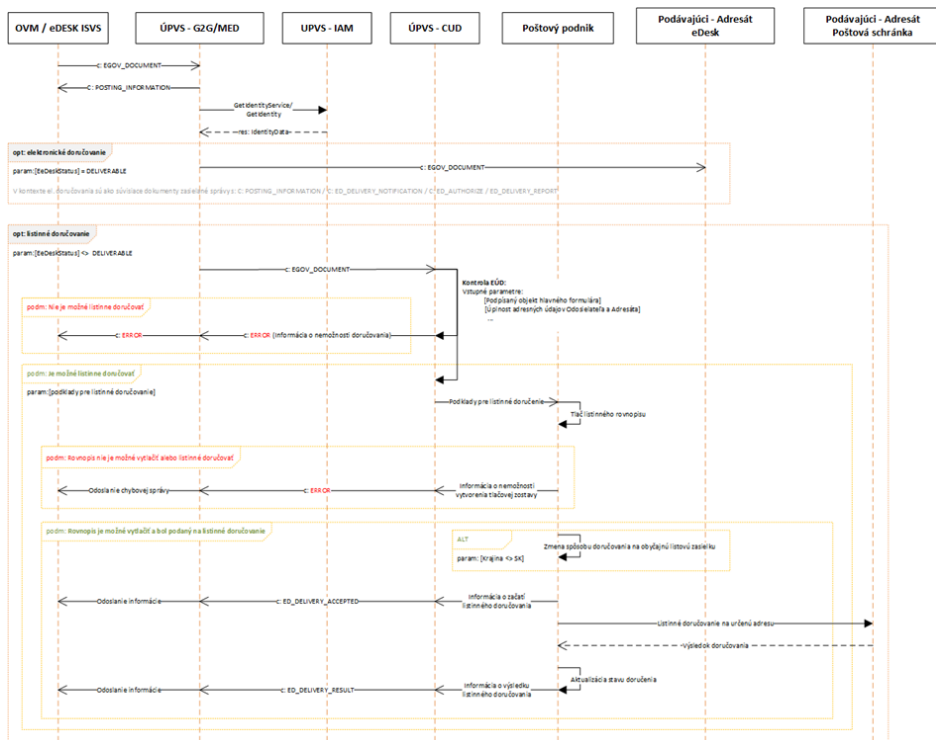 OVM / eDESK ISVS
ÚPVS - G2G/MED
UPVS - IAM
ÚPVS - CUD
Poštový podnik
Podávajúci - Adresát
eDesk
Podávajúci - Adresát
Poštová schránka
c: EGOV_DOCUMENT
C: POSTING_INFORMATION
GetIdentityService/
GetIdentity
res: IdentityData
opt: elektronické doručovanie
param:[EeDeskStatus] = DELIVERABLE
c: EGOV_DOCUMENT
V kontexte el. doručovania sú ako súvisiace dokumenty zasielané správy s: C: POSTING_INFORMATION / C: ED_DELIVERY_NOTIFICATION / C: ED_AUTHORIZE / ED_DELIVERY_REPORT
opt: listinné doručovanie
param:[EeDeskStatus] <> DELIVERABLE
c: EGOV_DOCUMENT
Kontrola EÚD:
Vstupné parametre:
[Podpísaný objekt hlavného formulára]
[Úplnosť adresných údajov Odosielateľa a Adresáta]
...
podm: Nie je možné listinne doručovať
c: ERROR
c: ERROR (Informácia o nemožnosti doručovania)
podm: Je možné listinne doručovať
param:[podklady pre listinné doručovanie]
Podklady pre listinné doručenie
Tlač listinného rovnopisu
podm: Rovnopis nie je možné vytlačiť alebo listinne doručovať
Odoslanie chybovej správy
c: ERROR
Informácia o nemožnosti
vytvorenia tlačovej zostavy
podm: Rovnopis je možné vytlačiť a bol podaný na listinné doručovanie
ALT
Zmena spôsobu doručovania na obyčajnú listovú zásielku
param: [Krajina <> SK]
Odoslanie informácie
c: ED_DELIVERY_ACCEPTED
Informácia o začatí
listinného doručovania
Listinné doručovanie na určenú adresu
Výsledok doručovania
Aktualizácia stavu doručenia
Odoslanie informácie
c: ED_DELIVERY_RESULT
Informácia o výsledku
listinného doručovania